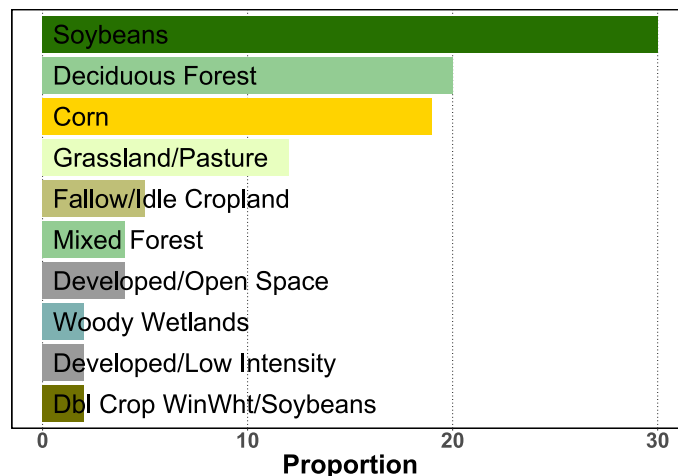 Soybeans
Deciduous Forest
Corn
Grassland/Pasture
Fallow/Idle Cropland
Mixed Forest
Developed/Open Space
Woody Wetlands
Developed/Low Intensity
Dbl Crop WinWht/Soybeans
0 10 20 30
Proportion